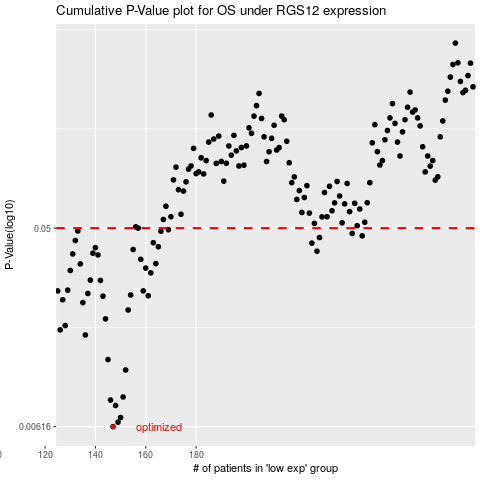 Cumulative P-Value plot for OS under RGS12 expression
P-Value(log10)
0.05
0.00616
optimized
0 120 140 160 180
# of patients in 'low exp' group